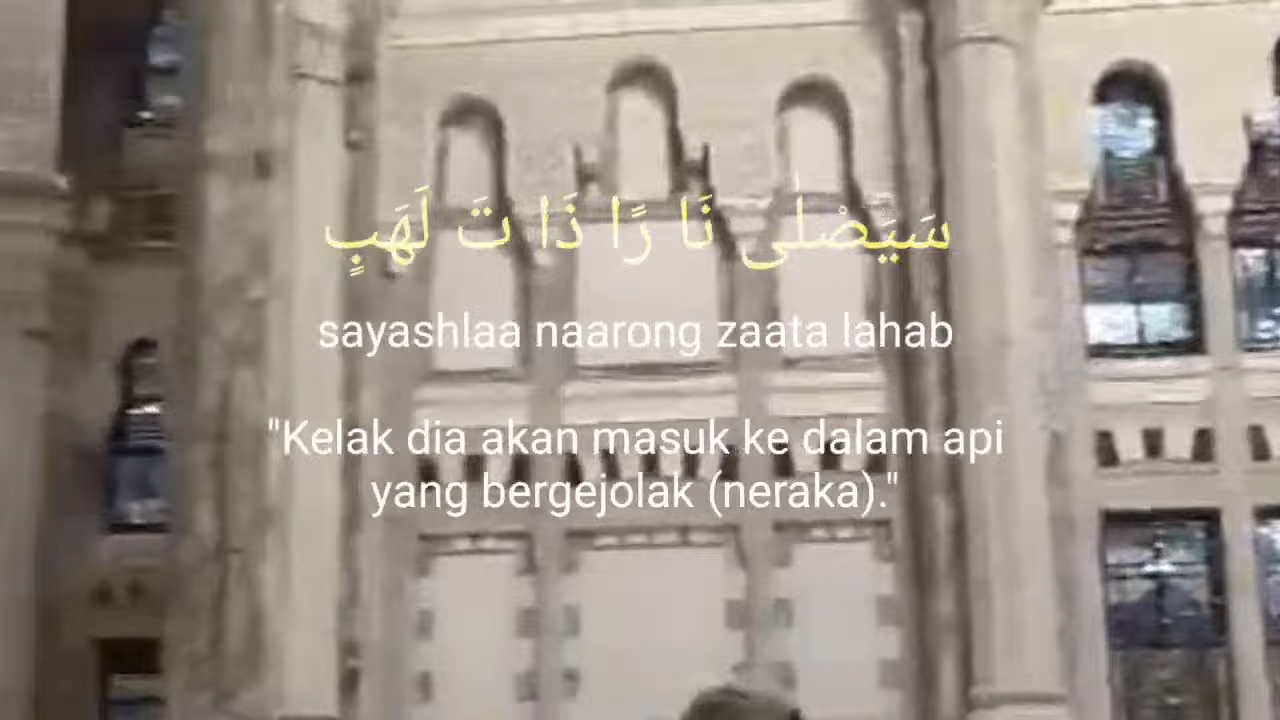 سَيَصْلٰى نَا رًا ذَا تَ لَهَبٍ
sayashlaa naarong zaata lahab
"Kelak dia akan masuk ke dalam api
yang bergejolak (neraka)."